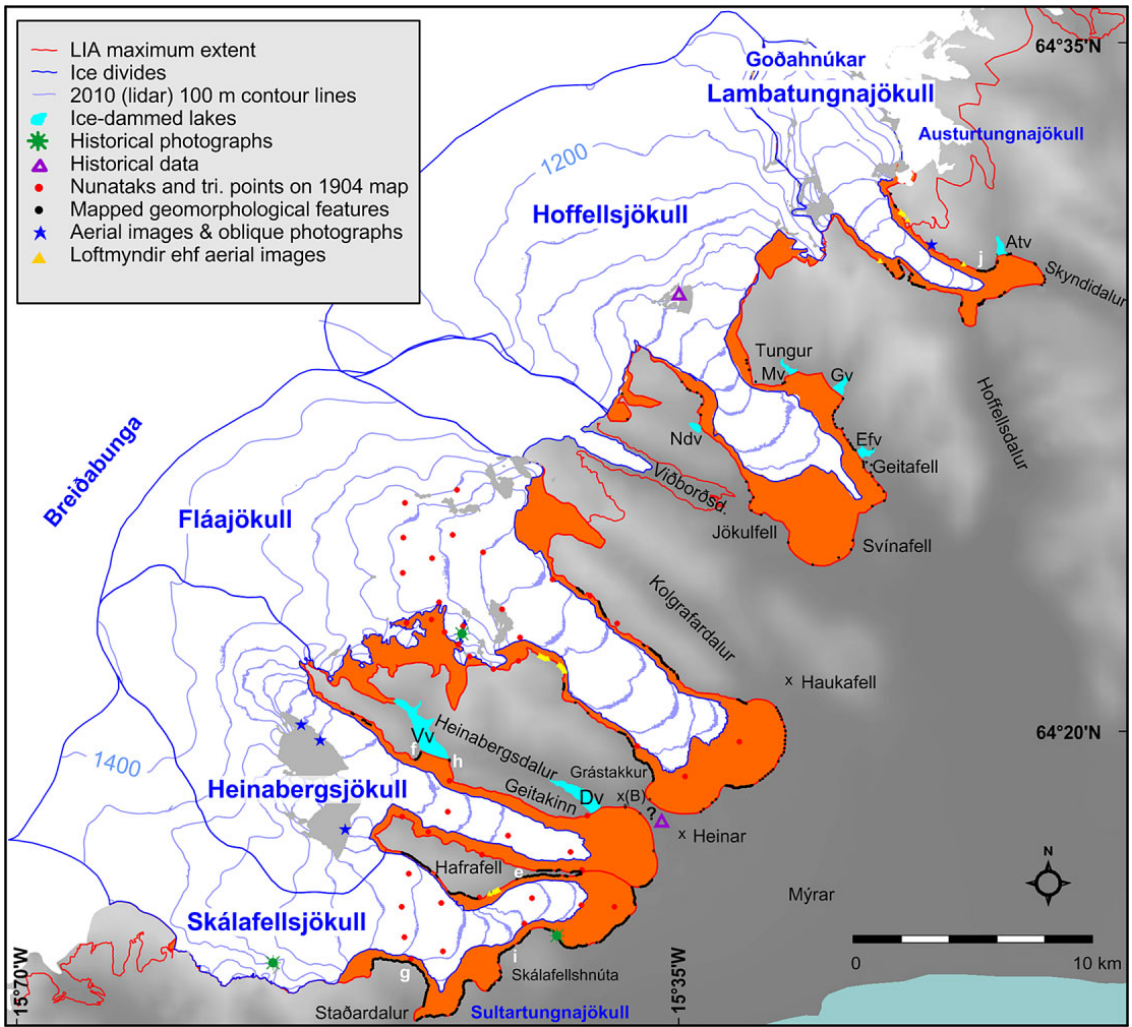 LIA maximum extent
Ice divides
2010 (lidar) 100 m contour lines
Ice-dammed lakes
Historical photographs
Historical data
Nunataks and tri. points on 1904 map
Mapped geomorphological features
Aerial images & oblique photographs
Loftmyndir ehf aerial images
64°35'N
Goðahnúkar
Lambatungnajökull
Austurtungnajökull
1200
Hoffellsjökull
Atv
j
Skyndidalur
Tungur
Mv
Gv
Hoffellsdalur
Ndv
Efv
Geitafell
Viðborðsd.
Jökulfell
Svínafell
Breiðabunga
Fláajökull
Kolgrafardalur
Haukafell
64°20'N
Vv
f
h
Heinabergsdalur
1400
Grástakkur
Heinabergsjökull
Geitakinn
Dv
x(B)
?
x Heinar
Hafrafell
e
N
Mýrar
Skálafellsjökull
g
i
Skálafellshnúta
Staðardalur
Sultartungnajökull
15°70'W
15°35'W
0
10 km